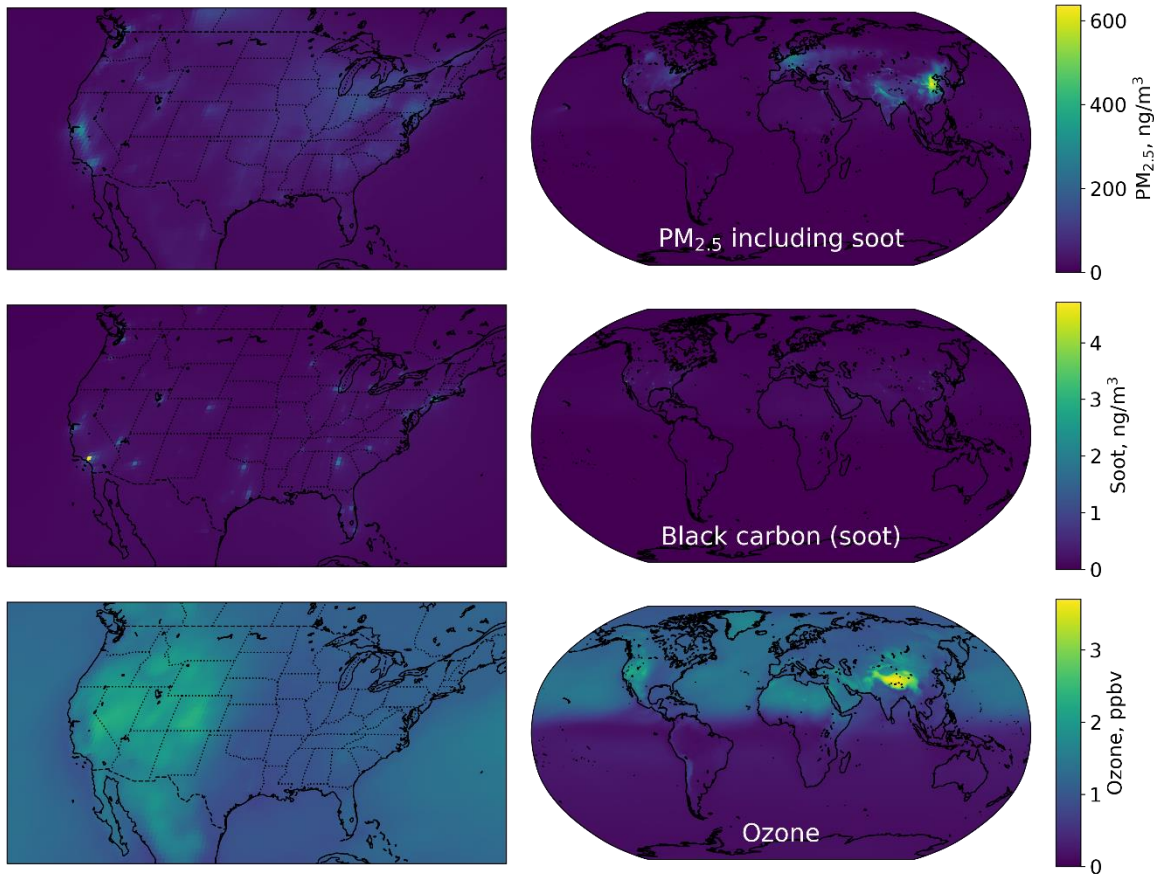 600
400
200
0
PM₂.₅, ng/m³
PM₂.₅ including soot
4
3
2
1
0
Soot, ng/m³
Black carbon (soot)
3
2
1
0
Ozone, ppbv
Ozone